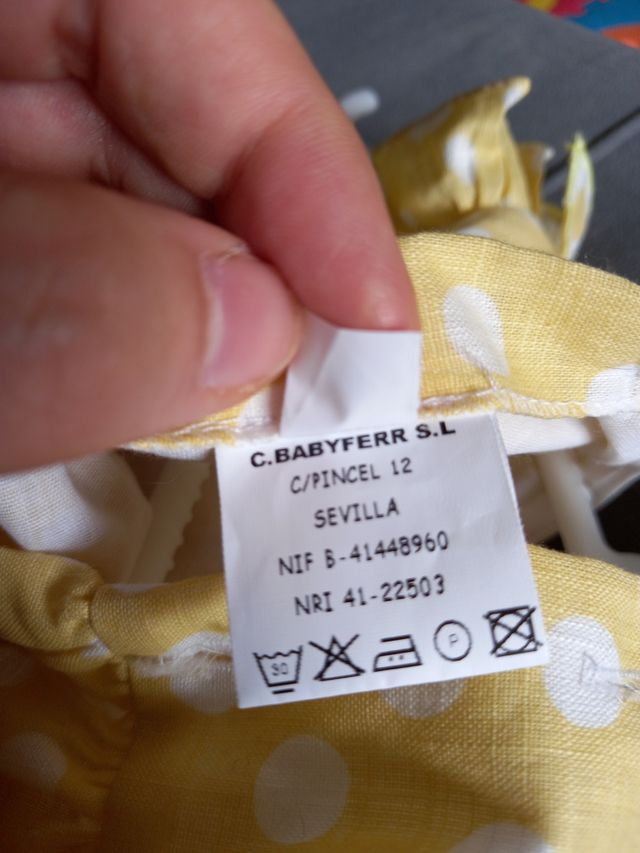 C.BABYFERR S.L
C/PINCEL 12
SEVILLA
NIF B-41448960
NRI 41-22503
30 P